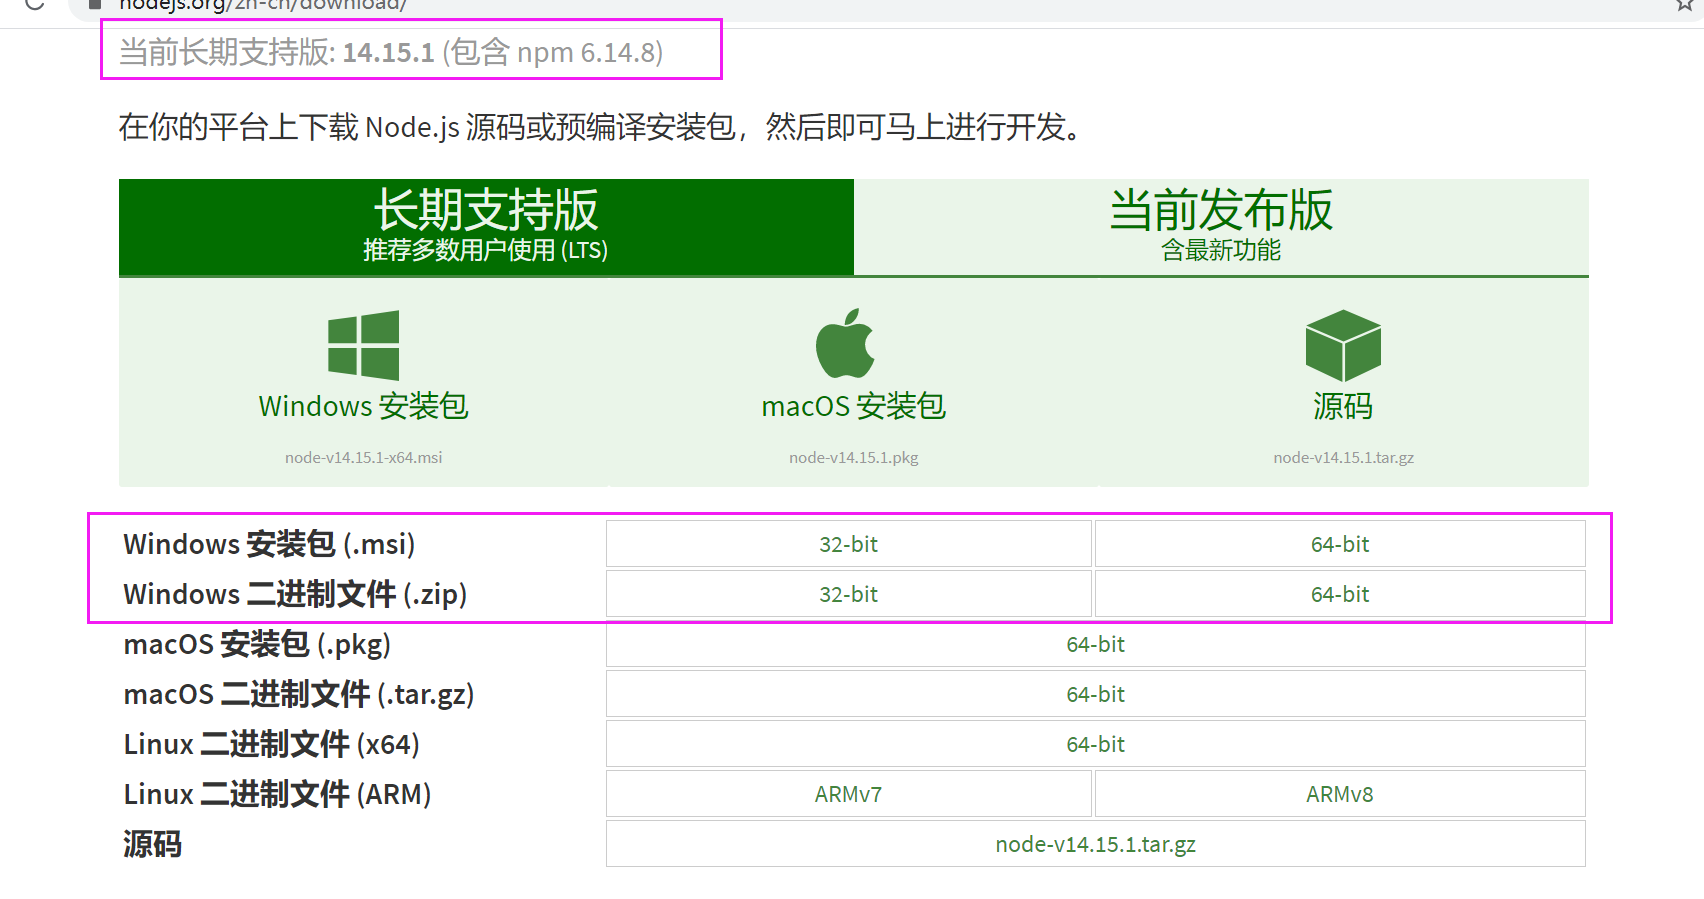 nodejs.org/zh-cn/download/
当前长期支持版: 14.15.1 (包含 npm 6.14.8)
在你的平台上下载 Node.js 源码或预编译安装包，然后即可马上进行开发。
长期支持版
推荐多数用户使用 (LTS)
当前发布版
含最新功能
Windows 安装包
node-v14.15.1-x64.msi
macOS 安装包
node-v14.15.1.pkg
源码
node-v14.15.1.tar.gz
Windows 安装包 (.msi) 32-bit 64-bit
Windows 二进制文件 (.zip) 32-bit 64-bit
macOS 安装包 (.pkg) 64-bit
macOS 二进制文件 (.tar.gz) 64-bit
Linux 二进制文件 (x64) 64-bit
Linux 二进制文件 (ARM) ARMv7 ARMv8
源码 node-v14.15.1.tar.gz